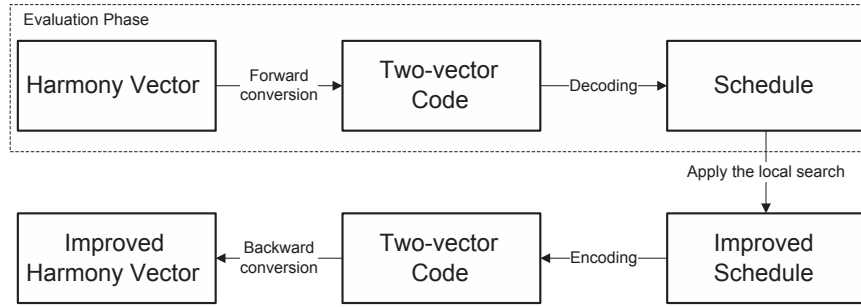 Evaluation Phase
Harmony Vector
Forward
conversion
Two-vector
Code
Decoding
Schedule
Apply the local search
Improved
Harmony Vector
Backward
conversion
Two-vector
Code
Encoding
Improved
Schedule